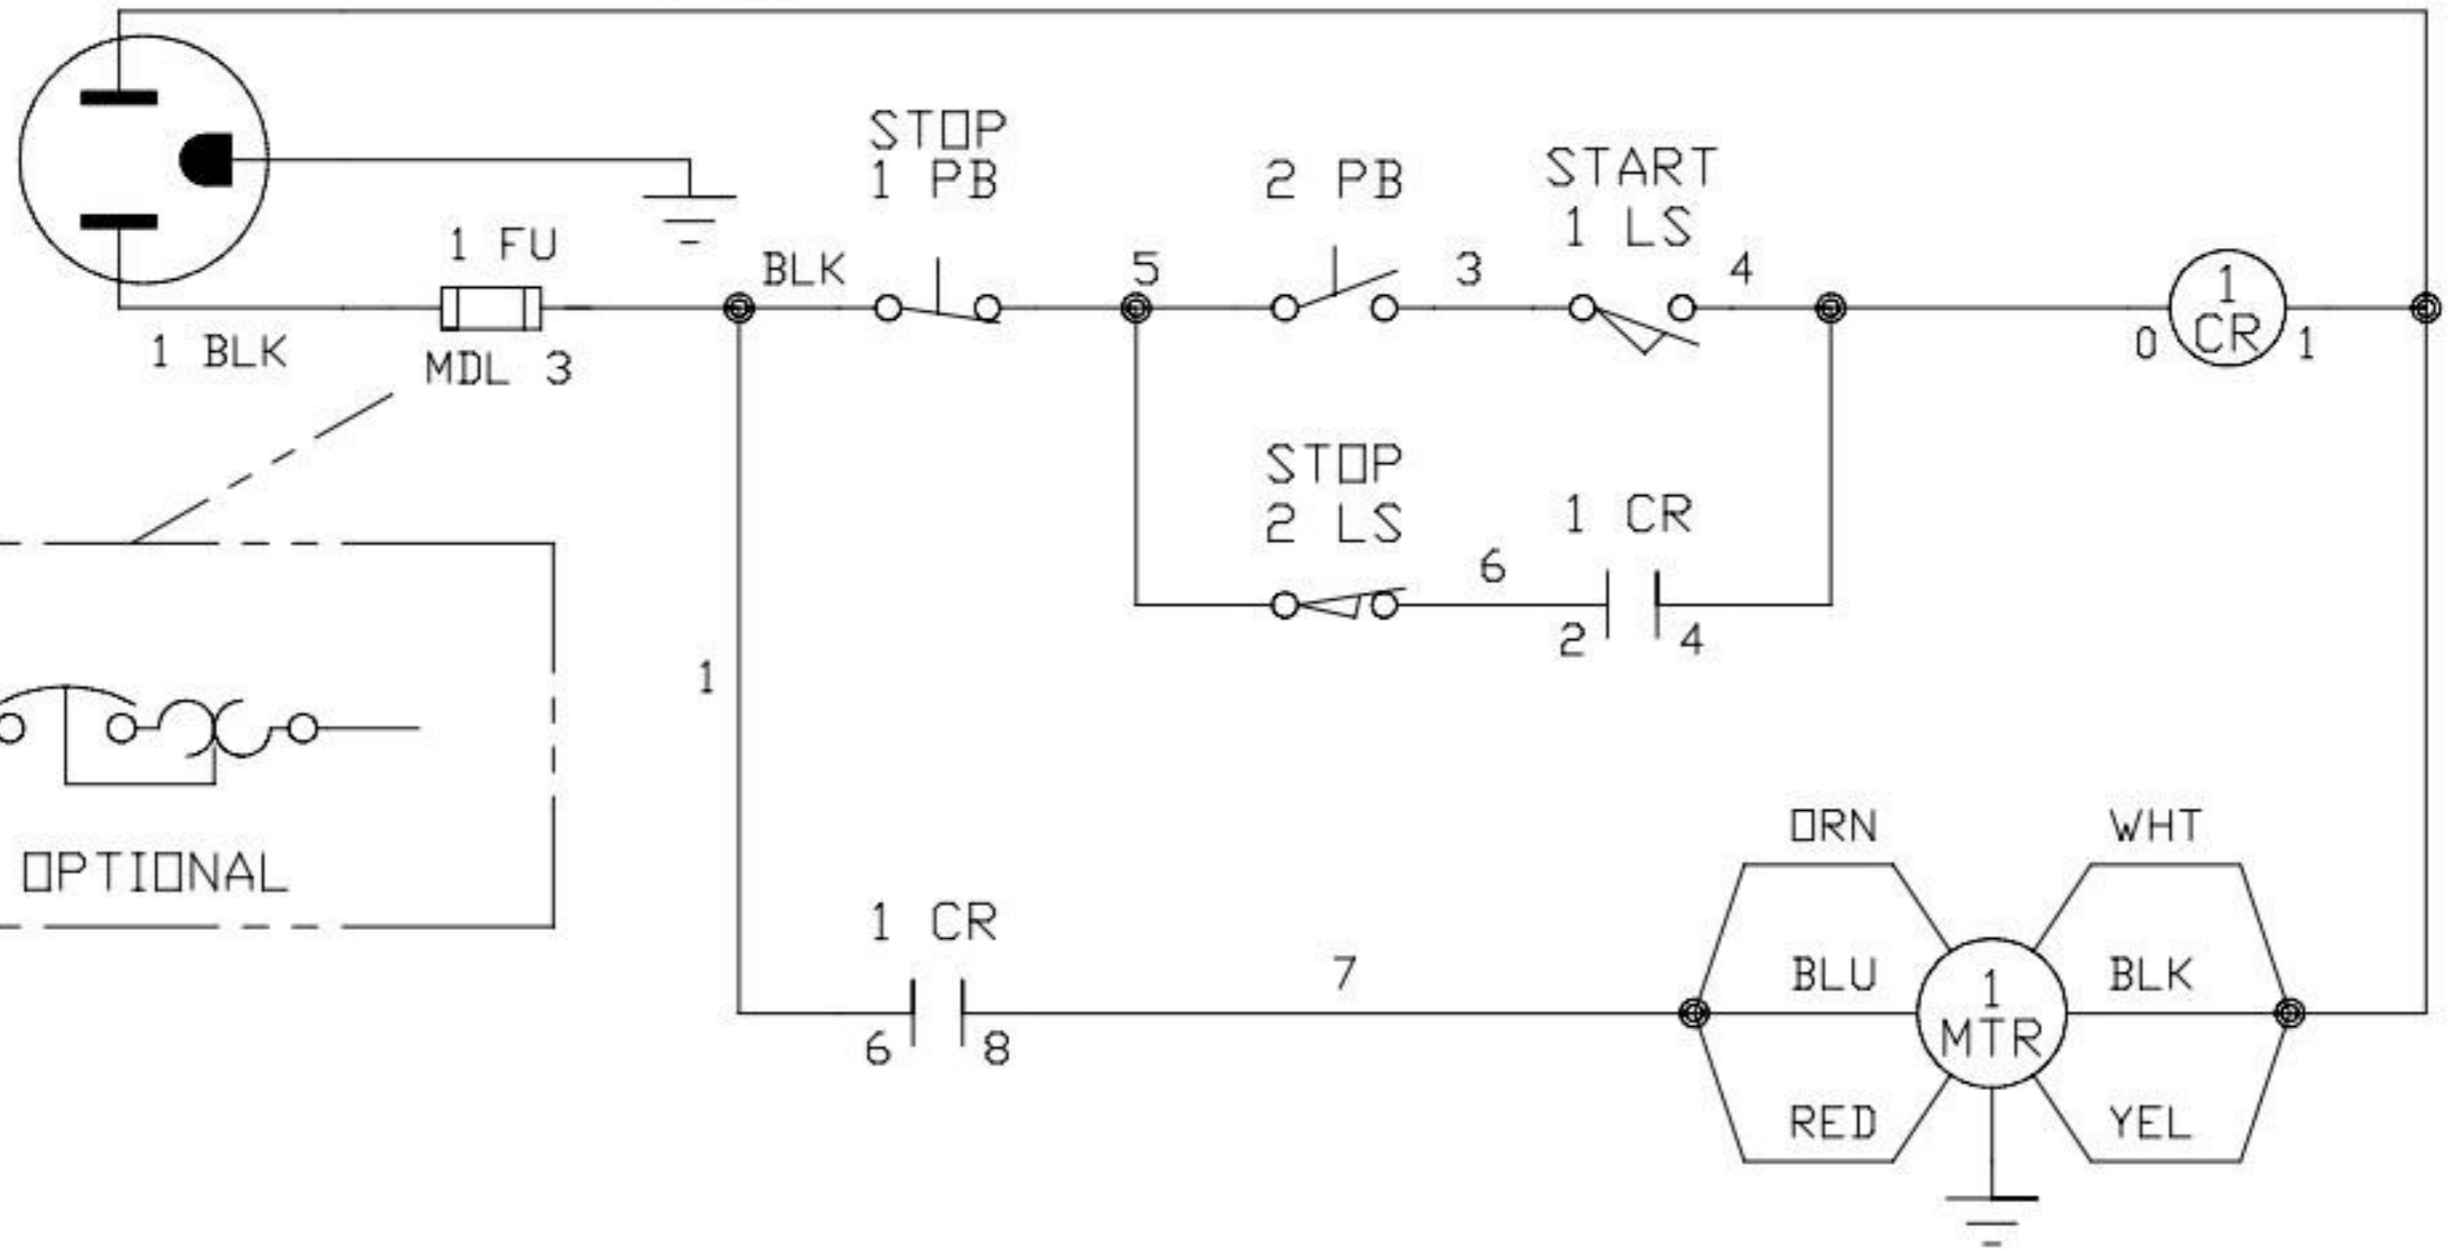 STOP
1 PB
2 PB
START
1 LS
1 FU
BLK
5
3
4
1
CR
0
1
1 BLK
MDL 3
STOP
2 LS
1 CR
6
2
4
1
OPTIONAL
ORN
WHT
1 CR
7
BLU
1
MTR
BLK
6
8
RED
YEL